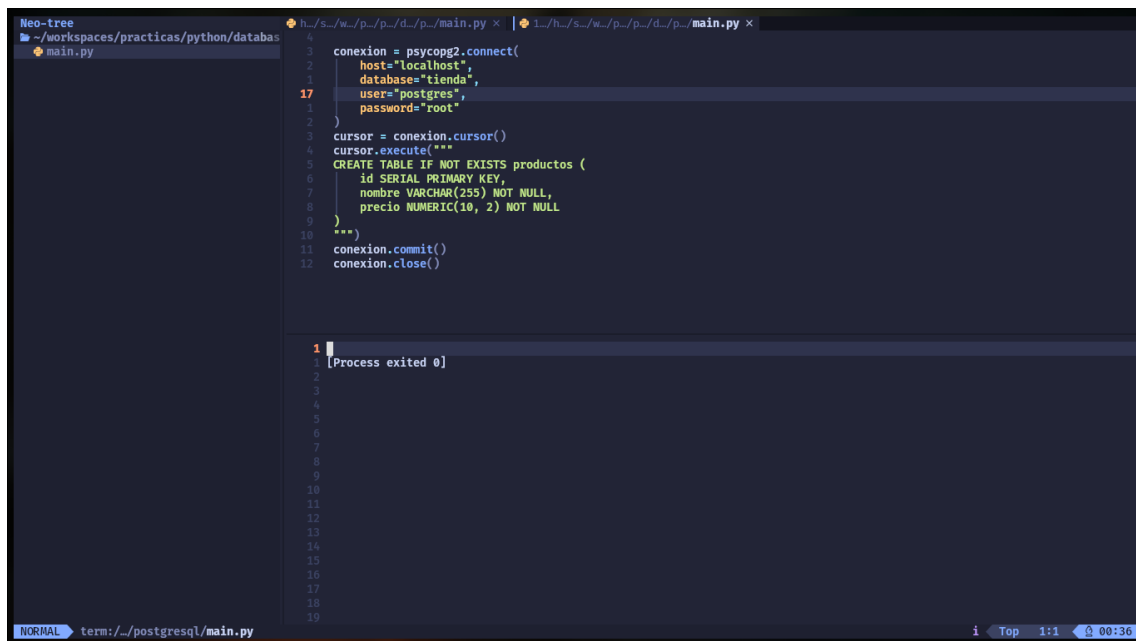 Neo-tree
~/workspaces/practicas/python/databas
main.py
h…/s…/w…/p…/p…/d…/p…/main.py ×
1…/h…/s…/w…/p…/p…/d…/p…/main.py ×
4
3 conexion = psycopg2.connect(
2 host="localhost",
1 database="tienda",
17 user="postgres",
1 password="root"
2 )
3 cursor = conexion.cursor()
4 cursor.execute("""
5 CREATE TABLE IF NOT EXISTS productos (
6 id SERIAL PRIMARY KEY,
7 nombre VARCHAR(255) NOT NULL,
8 precio NUMERIC(10, 2) NOT NULL
9 )
10 """)
11 conexion.commit()
12 conexion.close()
1
1 [Process exited 0]
2
3
4
5
6
7
8
9
10
11
12
13
14
15
16
17
18
19
NORMAL term:/…/postgresql/main.py i Top 1:1 00:36